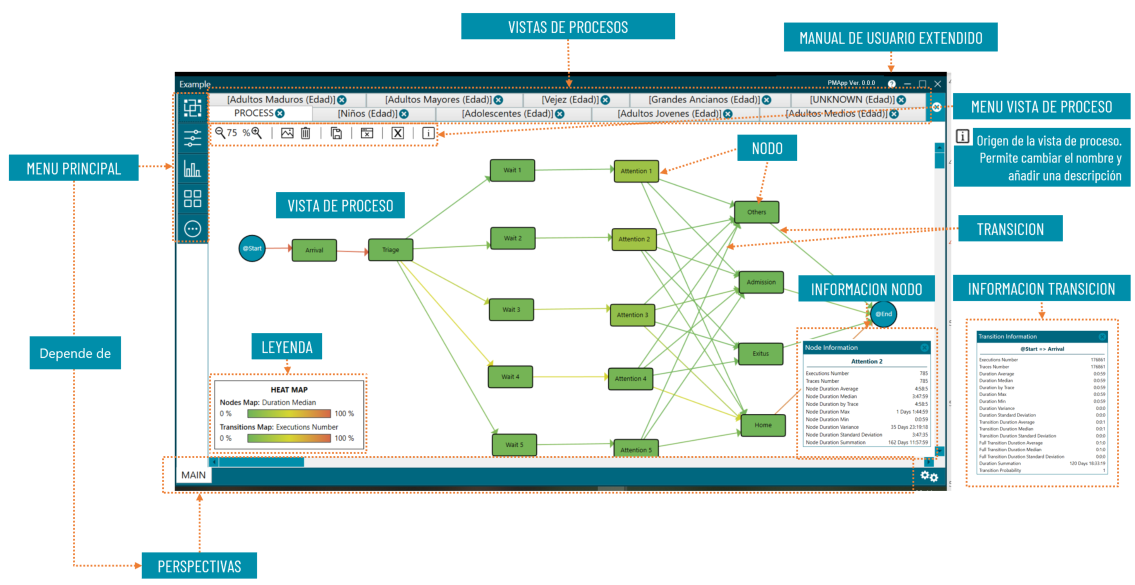 VISTAS DE PROCESOS
MANUAL DE USUARIO EXTENDIDO
Example
PMApp Ver. 0.0.0
[Adultos Maduros (Edad)]
[Adultos Mayores (Edad)]
[Vejez (Edad)]
[Grandes Ancianos (Edad)]
[UNKNOWN (Edad)]
PROCESS
[Niños (Edad)]
[Adolescentes (Edad)]
[Adultos Jovenes (Edad)]
[Adultos Medios (Edad)]
MENU VISTA DE PROCESO
75 %
Origen de la vista de proceso.
Permite cambiar el nombre y
añadir una descripción
MENU PRINCIPAL
NODO
VISTA DE PROCESO
TRANSICION
@Start
Arrival
Triage
Wait 1
Wait 2
Wait 3
Wait 4
Wait 5
Attention 1
Attention 2
Attention 3
Attention 4
Attention 5
Others
Admission
Exitus
Home
@End
INFORMACION NODO
INFORMACION TRANSICION
Depende de
LEYENDA
HEAT MAP
Nodes Map: Duration Median
0 % 100 %
Transitions Map: Executions Number
0 % 100 %
Node Information
Attention 2
Executions Number 785
Traces Number 785
Node Duration Average 4:58:5
Node Duration Median 3:47:59
Node Duration by Trace 4:58:5
Node Duration Max 1 Days 1:44:59
Node Duration Min 0:0:59
Node Duration Variance 35 Days 23:19:18
Node Duration Standard Deviation 5:47:35
Node Duration Summation 162 Days 11:57:59
Transition Information
@Start => Arrival
Executions Number 176861
Traces Number 176861
Duration Average 0:0:59
Duration Median 0:0:59
Duration by Trace 0:0:59
Duration Max 0:0:59
Duration Min 0:0:59
Duration Variance 0:0:0
Duration Standard Deviation 0:0:0
Transition Duration Average 0:0:1
Transition Duration Median 0:0:1
Transition Duration Standard Deviation 0:0:0
Full Transition Duration Average 0:1:0
Full Transition Duration Median 0:1:0
Full Transition Duration Standard Deviation 0:0:0
Duration Summation 120 Days 18:33:19
Transition Probability 1
MAIN
PERSPECTIVAS